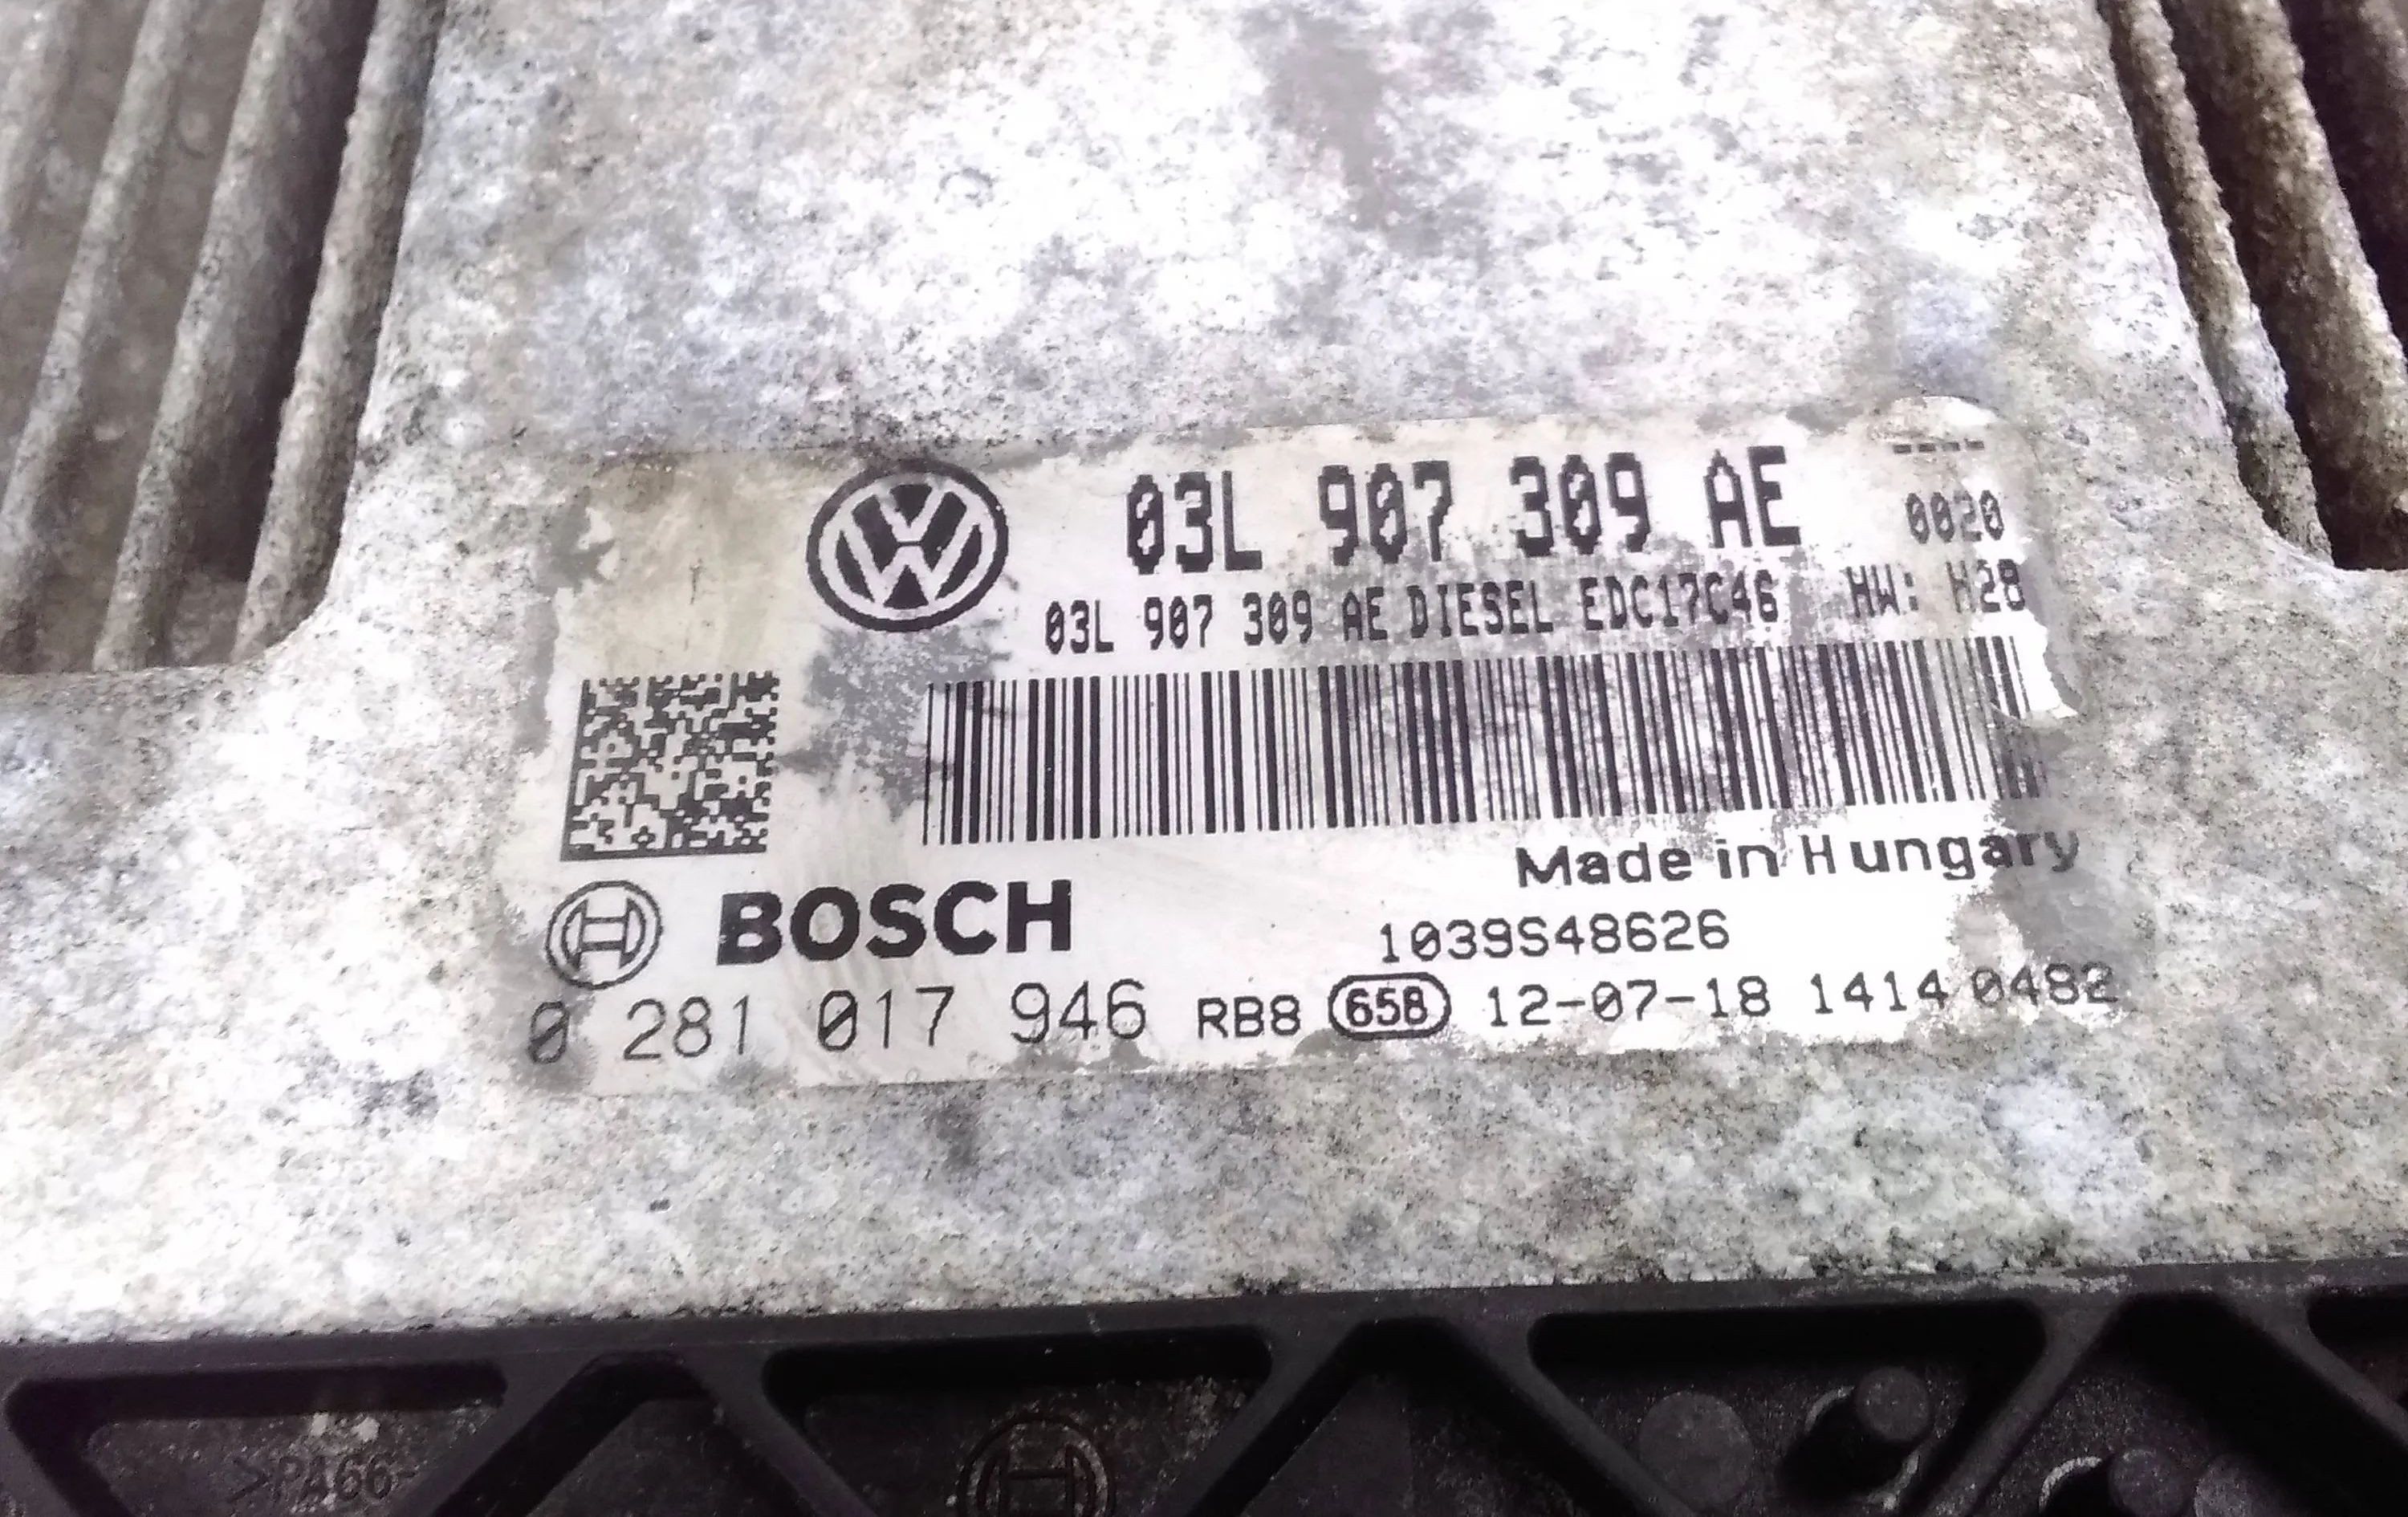 03L 907 309 AE
----
0020
03L 907 309 AE DIESEL EDC17C46 HW: H28
Made in Hungary
BOSCH
1039S48626
0 281 017 946 RB8 658 12-07-18 1414 0482
>PA66-